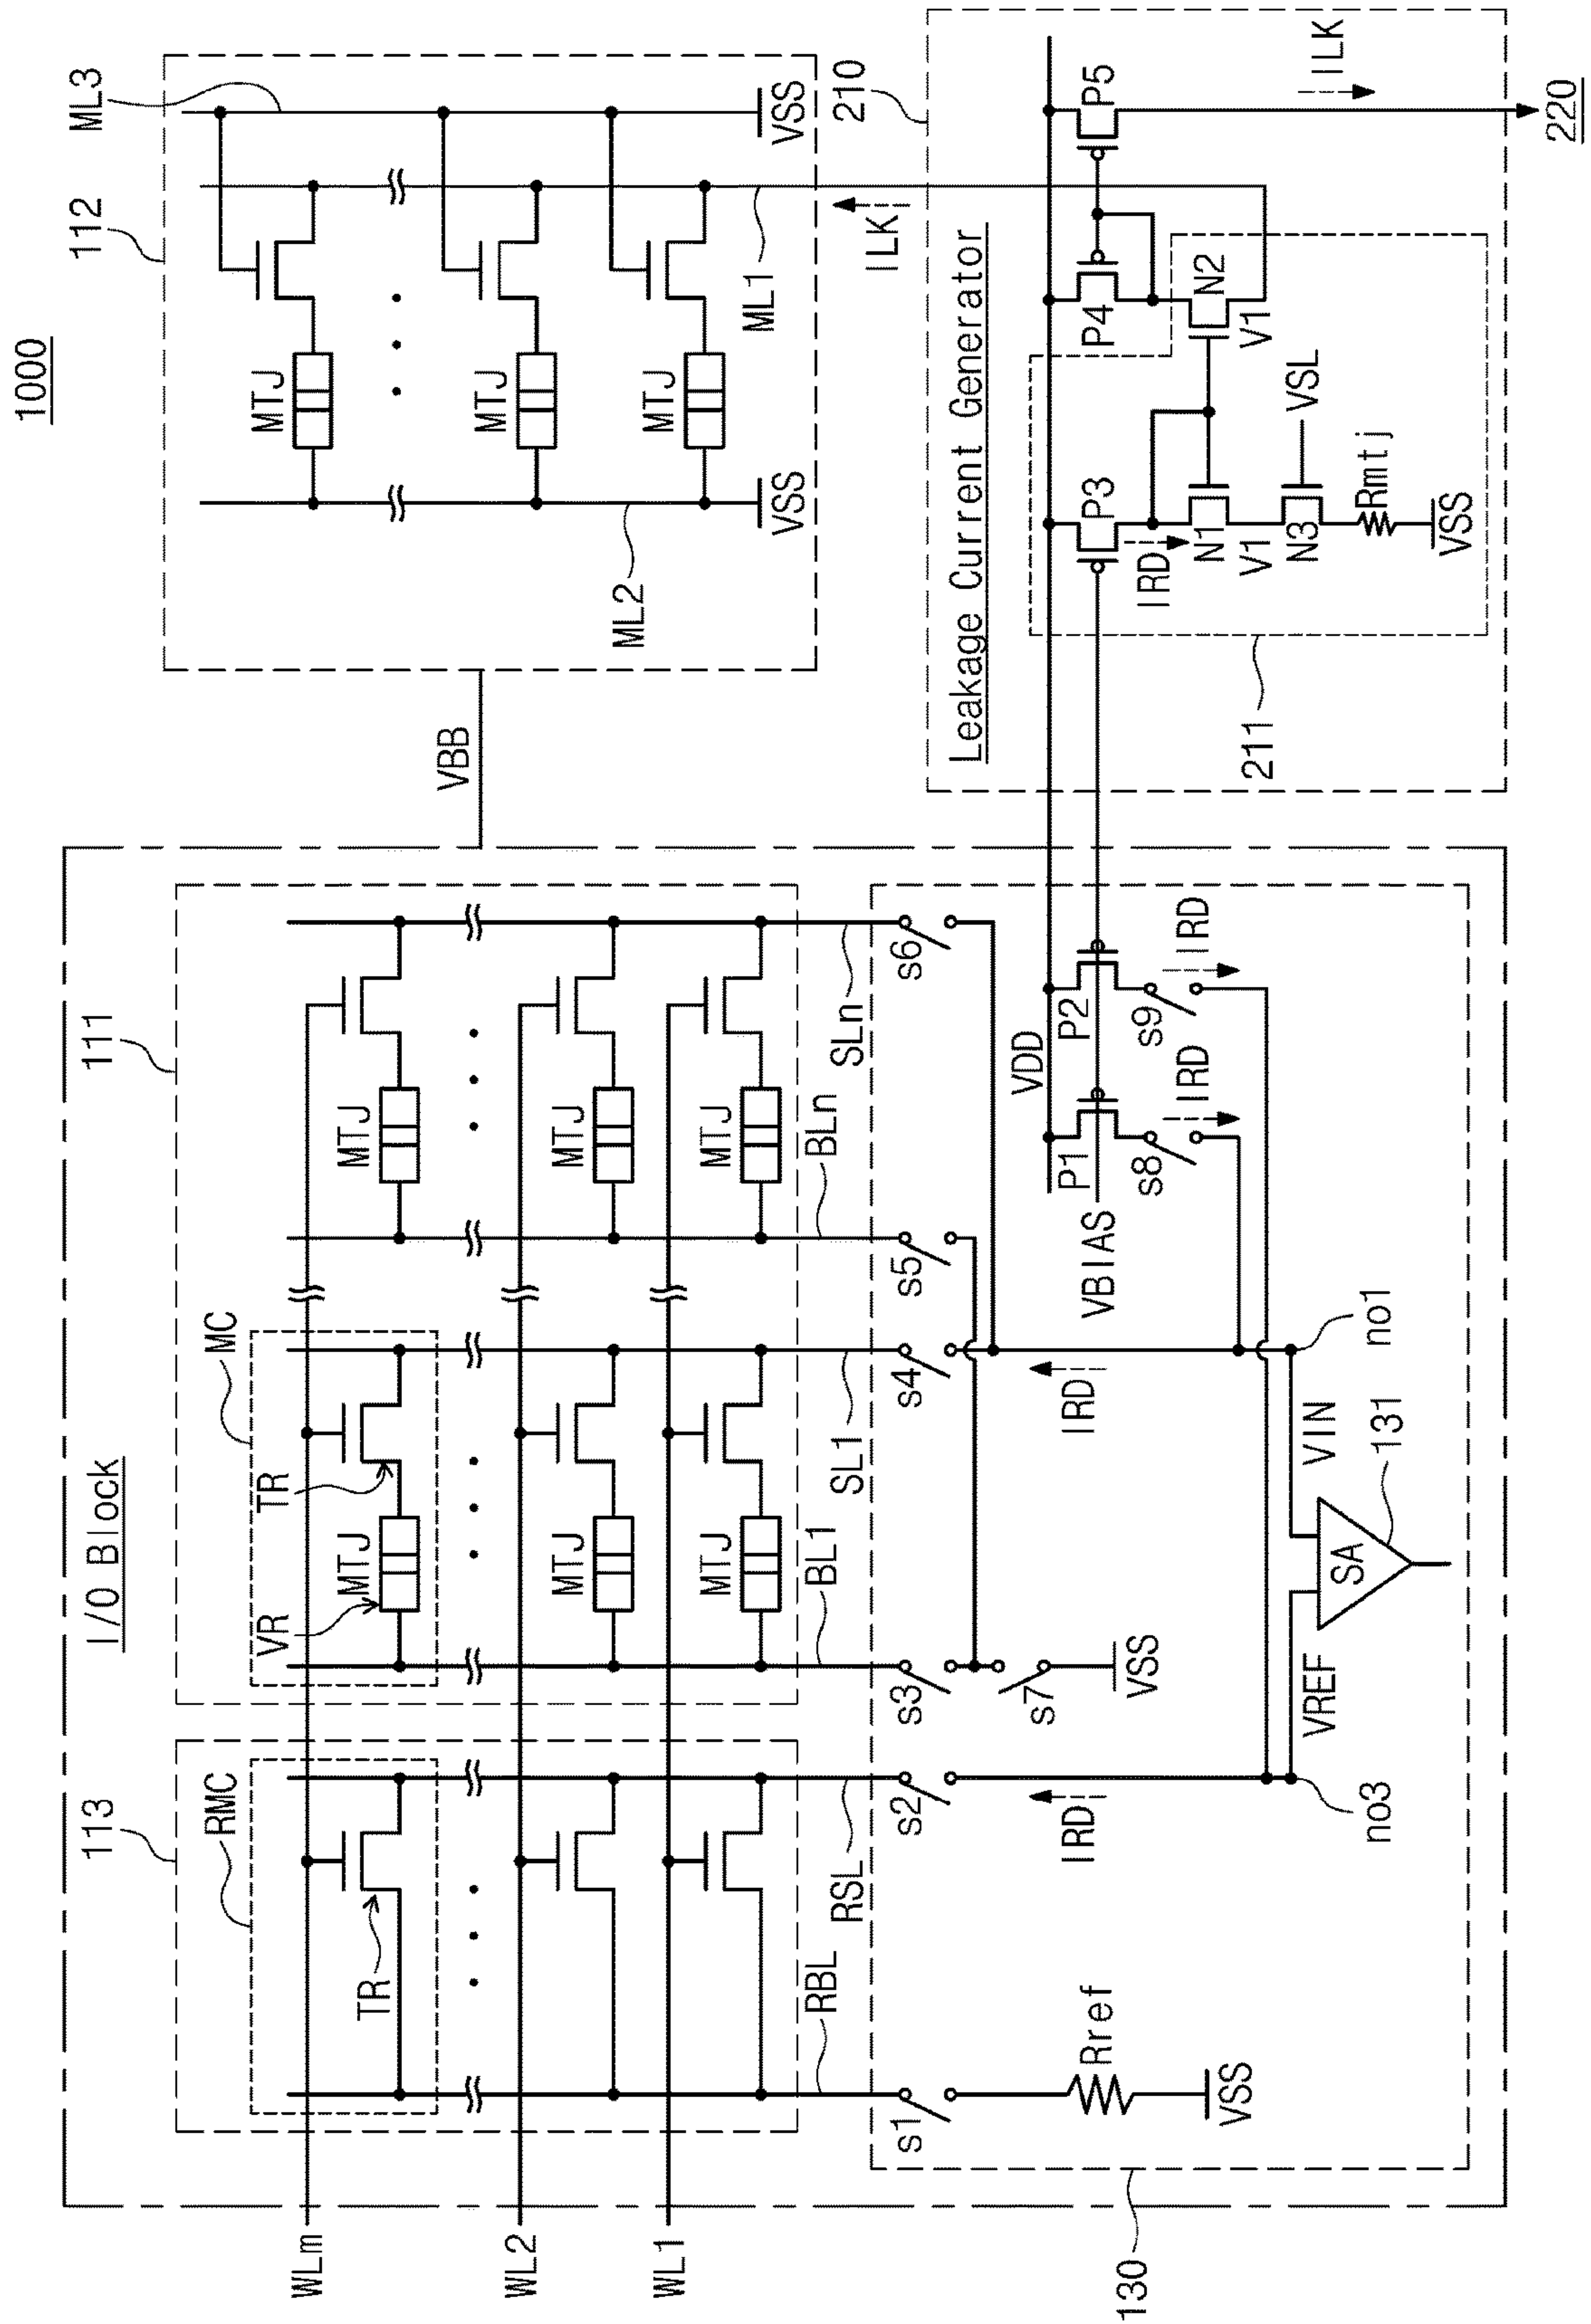 1000
I/O Block
113
RMC
TR
111
MC
VR
TR
MTJ
MTJ
MTJ
MTJ
MTJ
MTJ
WLm
WL2
WL1
RBL
RSL
BL1
SL1
BLn
SLn
VBB
112
ML3
MTJ
MTJ
MTJ
ML2
VSS
ML1
VSS
130
s1
s2
s3
s4
s5
s6
s7
VSS
Rref
VSS
IRD
IRD
VDD
VBIAS
P1
P2
s8
s9
IRD
IRD
no3
no1
VREF
VIN
SA
131
210
Leakage Current Generator
ILK
211
P3
IRD
N1
V1
N3
VSL
Rmtj
VSS
P4
N2
V1
P5
ILK
220